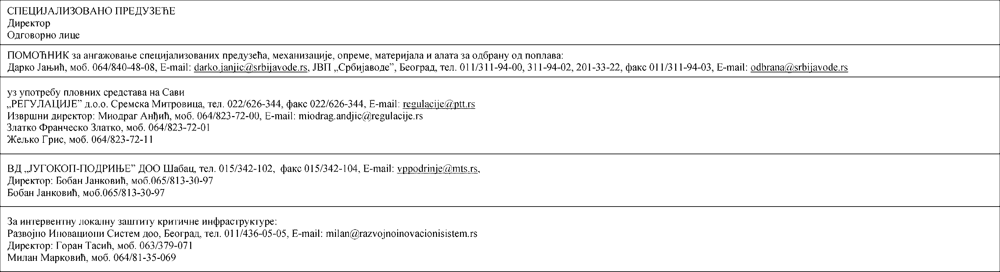 СПЕЦИЈАЛИЗОВАНО ПРЕДУЗЕЋЕ
Директор
Одговорно лице
ПОМОЋНИК за ангажовање специјализованих предузећа, механизације, опреме, материјала и алата за одбрану од поплава:
Дарко Јањић, моб. 064/840-48-08, E-mail: darko.janjic@srbijavode.rs, ЈВП „Србијаводе”, Београд, тел. 011/311-94-00, 311-94-02, 201-33-22, факс 011/311-94-03, E-mail: odbrana@srbijavode.rs
уз употребу пловних средстава на Сави
„РЕГУЛАЦИЈЕ” д.о.о. Сремска Митровица, тел. 022/626-344, факс 022/626-344, E-mail: regulacije@ptt.rs
Извршни директор: Миодраг Анђић, моб. 064/823-72-00, E-mail: miodrag.andjic@regulacije.rs
Златко Франческо Златко, моб. 064/823-72-01
Жељко Грис, моб. 064/823-72-11
ВД „ЈУГОКОП-ПОДРИЊЕ” ДОО Шабац, тел. 015/342-102, факс 015/342-104, E-mail: vppodrinje@mts.rs,
Директор: Бобан Јанковић, моб.065/813-30-97
Бобан Јанковић, моб.065/813-30-97
За интервентну локалну заштиту критичне инфраструктуре:
Развојно Иновациони Систем доо, Београд, тел. 011/436-05-05, E-mail: milan@razvojnoinovacionisistem.rs
Директор: Горан Тасић, моб. 063/379-071
Милан Марковић, моб. 064/81-35-069